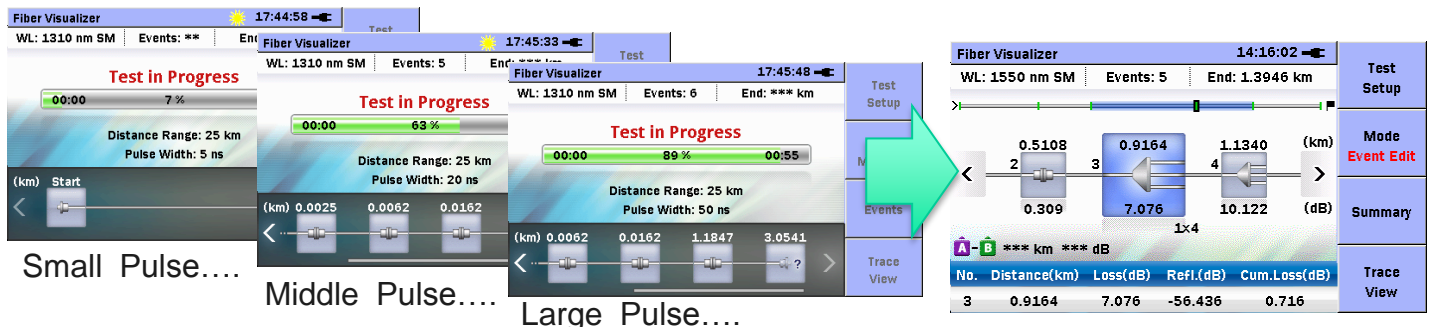 Fiber Visualizer 17:44:58
WL: 1310 nm SM Events: **
Test in Progress
00:00 7 %
Distance Range: 25 km
Pulse Width: 5 ns
(km) Start
Small Pulse....
Fiber Visualizer 17:45:33
Test
WL: 1310 nm SM Events: 5
Test in Progress
00:00 63 %
Distance Range: 25 km
Pulse Width: 20 ns
(km) 0.0025 0.0062 0.0162
Middle Pulse....
Fiber Visualizer 17:45:48
Test
WL: 1310 nm SM Events: 6 End: *** km
Test in Progress
00:00 89 % 00:55
Distance Range: 25 km
Pulse Width: 50 ns
(km) 0.0062 0.0162 1.1847 3.0541
?
Test
Setup
Events
Trace
View
Large Pulse....
Fiber Visualizer 14:16:02
WL: 1550 nm SM Events: 5 End: 1.3946 km
0.5108 0.9164 1.1340 (km)
2 3 4
0.309 7.076 10.122 (dB)
1×4
A-B *** km *** dB
No. Distance(km) Loss(dB) Refl.(dB) Cum.Loss(dB)
3 0.9164 7.076 -56.436 0.716
Test
Setup
Mode
Event Edit
Summary
Trace
View